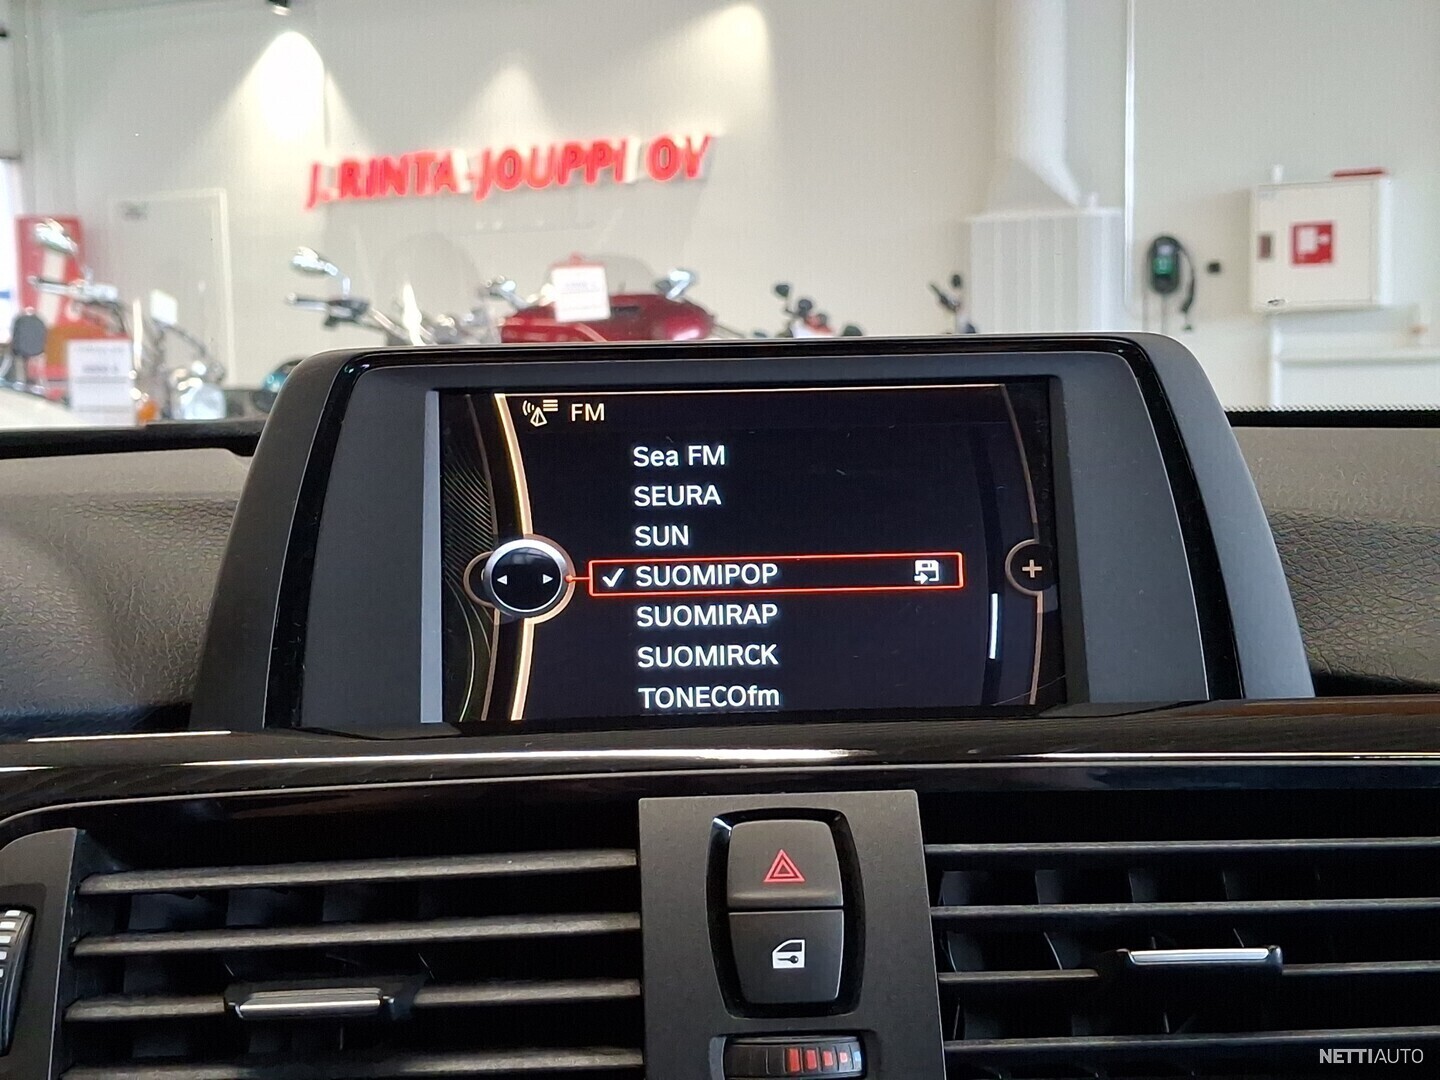 J. RINTA-JOUPPI OY
FM
Sea FM
SEURA
SUN
SUOMIPOP
SUOMIRAP
SUOMIRCK
TONECOfm
NETTIAUTO